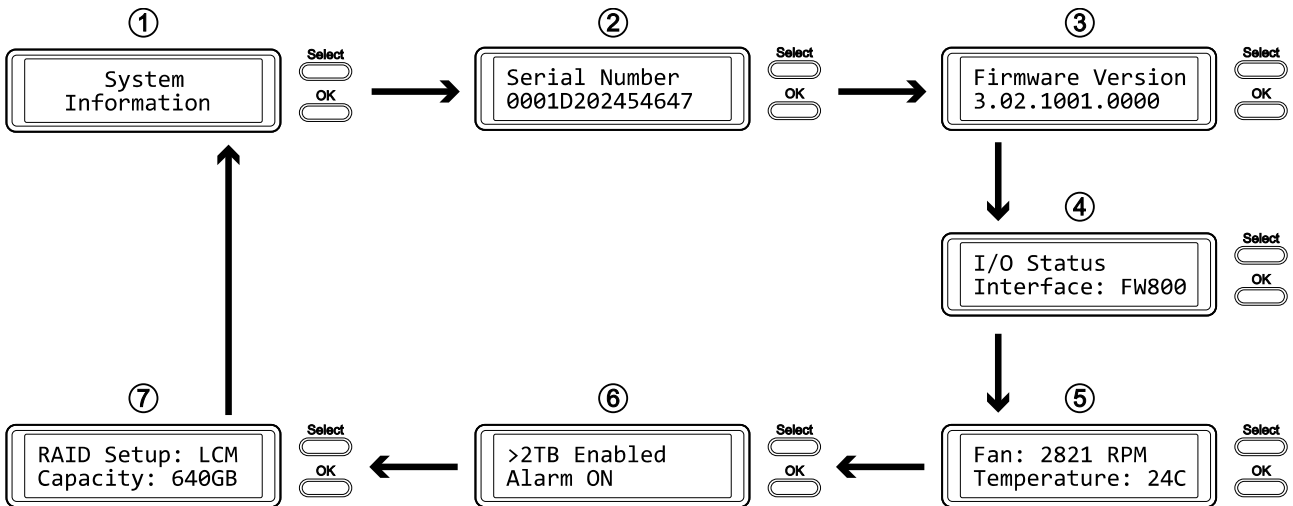 ①
System
Information
Select
OK
②
Serial Number
0001D202454647
Select
OK
③
Firmware Version
3.02.1001.0000
Select
OK
④
I/O Status
Interface: FW800
Select
OK
⑤
Fan: 2821 RPM
Temperature: 24C
Select
OK
⑥
>2TB Enabled
Alarm ON
Select
OK
⑦
RAID Setup: LCM
Capacity: 640GB
Select
OK